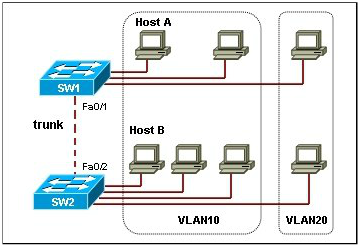 Host A
SW1
Fa0/1
trunk
Host B
Fa0/2
SW2
VLAN10
VLAN20